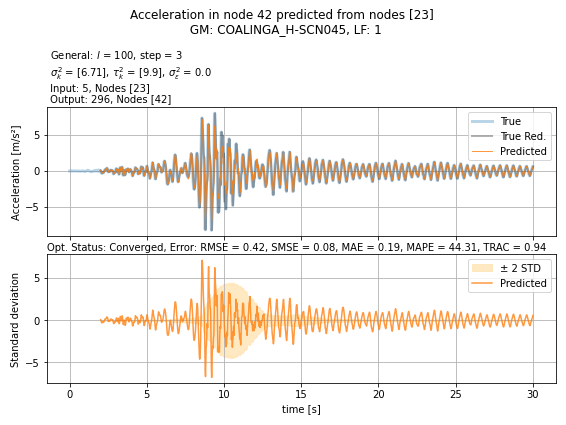 Acceleration in node 42 predicted from nodes [23]
GM: COALINGA_H-SCN045, LF: 1
General: l = 100, step = 3
σ²ₖ = [6.71], τ²ₖ = [9.9], σ²ε = 0.0
Input: 5, Nodes [23]
Output: 296, Nodes [42]
Acceleration [m/s²]
5
0
−5
True
True Red.
Predicted
Opt. Status: Converged, Error: RMSE = 0.42, SMSE = 0.08, MAE = 0.19, MAPE = 44.31, TRAC = 0.94
Standard deviation
5
0
−5
± 2 STD
Predicted
0 5 10 15 20 25 30
time [s]